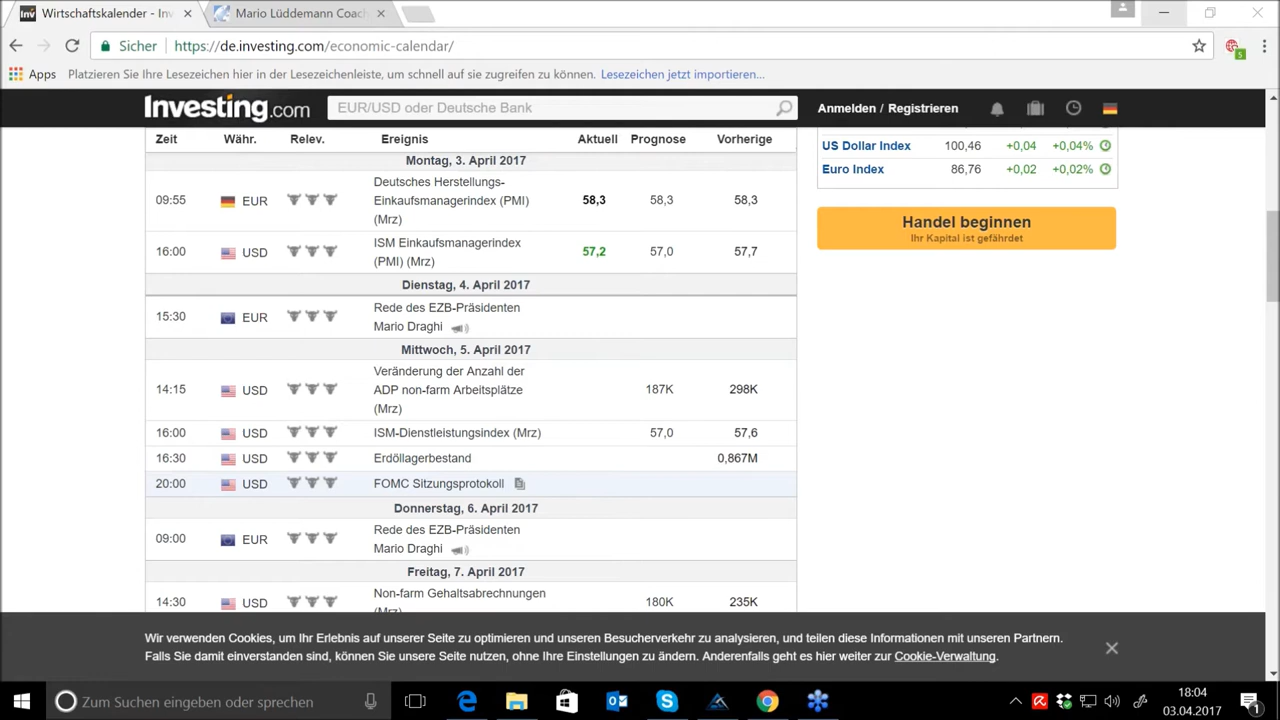 Wirtschaftskalender - Inv
Mario Lüddemann Coach
Sicher
https://de.investing.com/economic-calendar/
Apps
Platzieren Sie Ihre Lesezeichen hier in der Lesezeichenleiste, um schnell auf sie zugreifen zu können. Lesezeichen jetzt importieren...
Investing.com
EUR/USD oder Deutsche Bank
Anmelden / Registrieren
Zeit Währ. Relev. Ereignis Aktuell Prognose Vorherige
Montag, 3. April 2017
09:55 EUR Deutsches Herstellungs-
Einkaufsmanagerindex (PMI)
(Mrz) 58,3 58,3 58,3
16:00 USD ISM Einkaufsmanagerindex
(PMI) (Mrz) 57,2 57,0 57,7
Dienstag, 4. April 2017
15:30 EUR Rede des EZB-Präsidenten
Mario Draghi
Mittwoch, 5. April 2017
14:15 USD Veränderung der Anzahl der
ADP non-farm Arbeitsplätze
(Mrz) 187K 298K
16:00 USD ISM-Dienstleistungsindex (Mrz) 57,0 57,6
16:30 USD Erdöllagerbestand 0,867M
20:00 USD FOMC Sitzungsprotokoll
Donnerstag, 6. April 2017
09:00 EUR Rede des EZB-Präsidenten
Mario Draghi
Freitag, 7. April 2017
14:30 USD Non-farm Gehaltsabrechnungen
(Mrz) 180K 235K
US Dollar Index 100,46 +0,04 +0,04%
Euro Index 86,76 +0,02 +0,02%
Handel beginnen
Ihr Kapital ist gefährdet
Wir verwenden Cookies, um Ihr Erlebnis auf unserer Seite zu optimieren und unseren Besucherverkehr zu analysieren, und teilen diese Informationen mit unseren Partnern.
Falls Sie damit einverstanden sind, können Sie unsere Seite nutzen, ohne Ihre Einstellungen zu ändern. Anderenfalls geht es hier weiter zur Cookie-Verwaltung.
Zum Suchen eingeben oder sprechen
18:04
03.04.2017